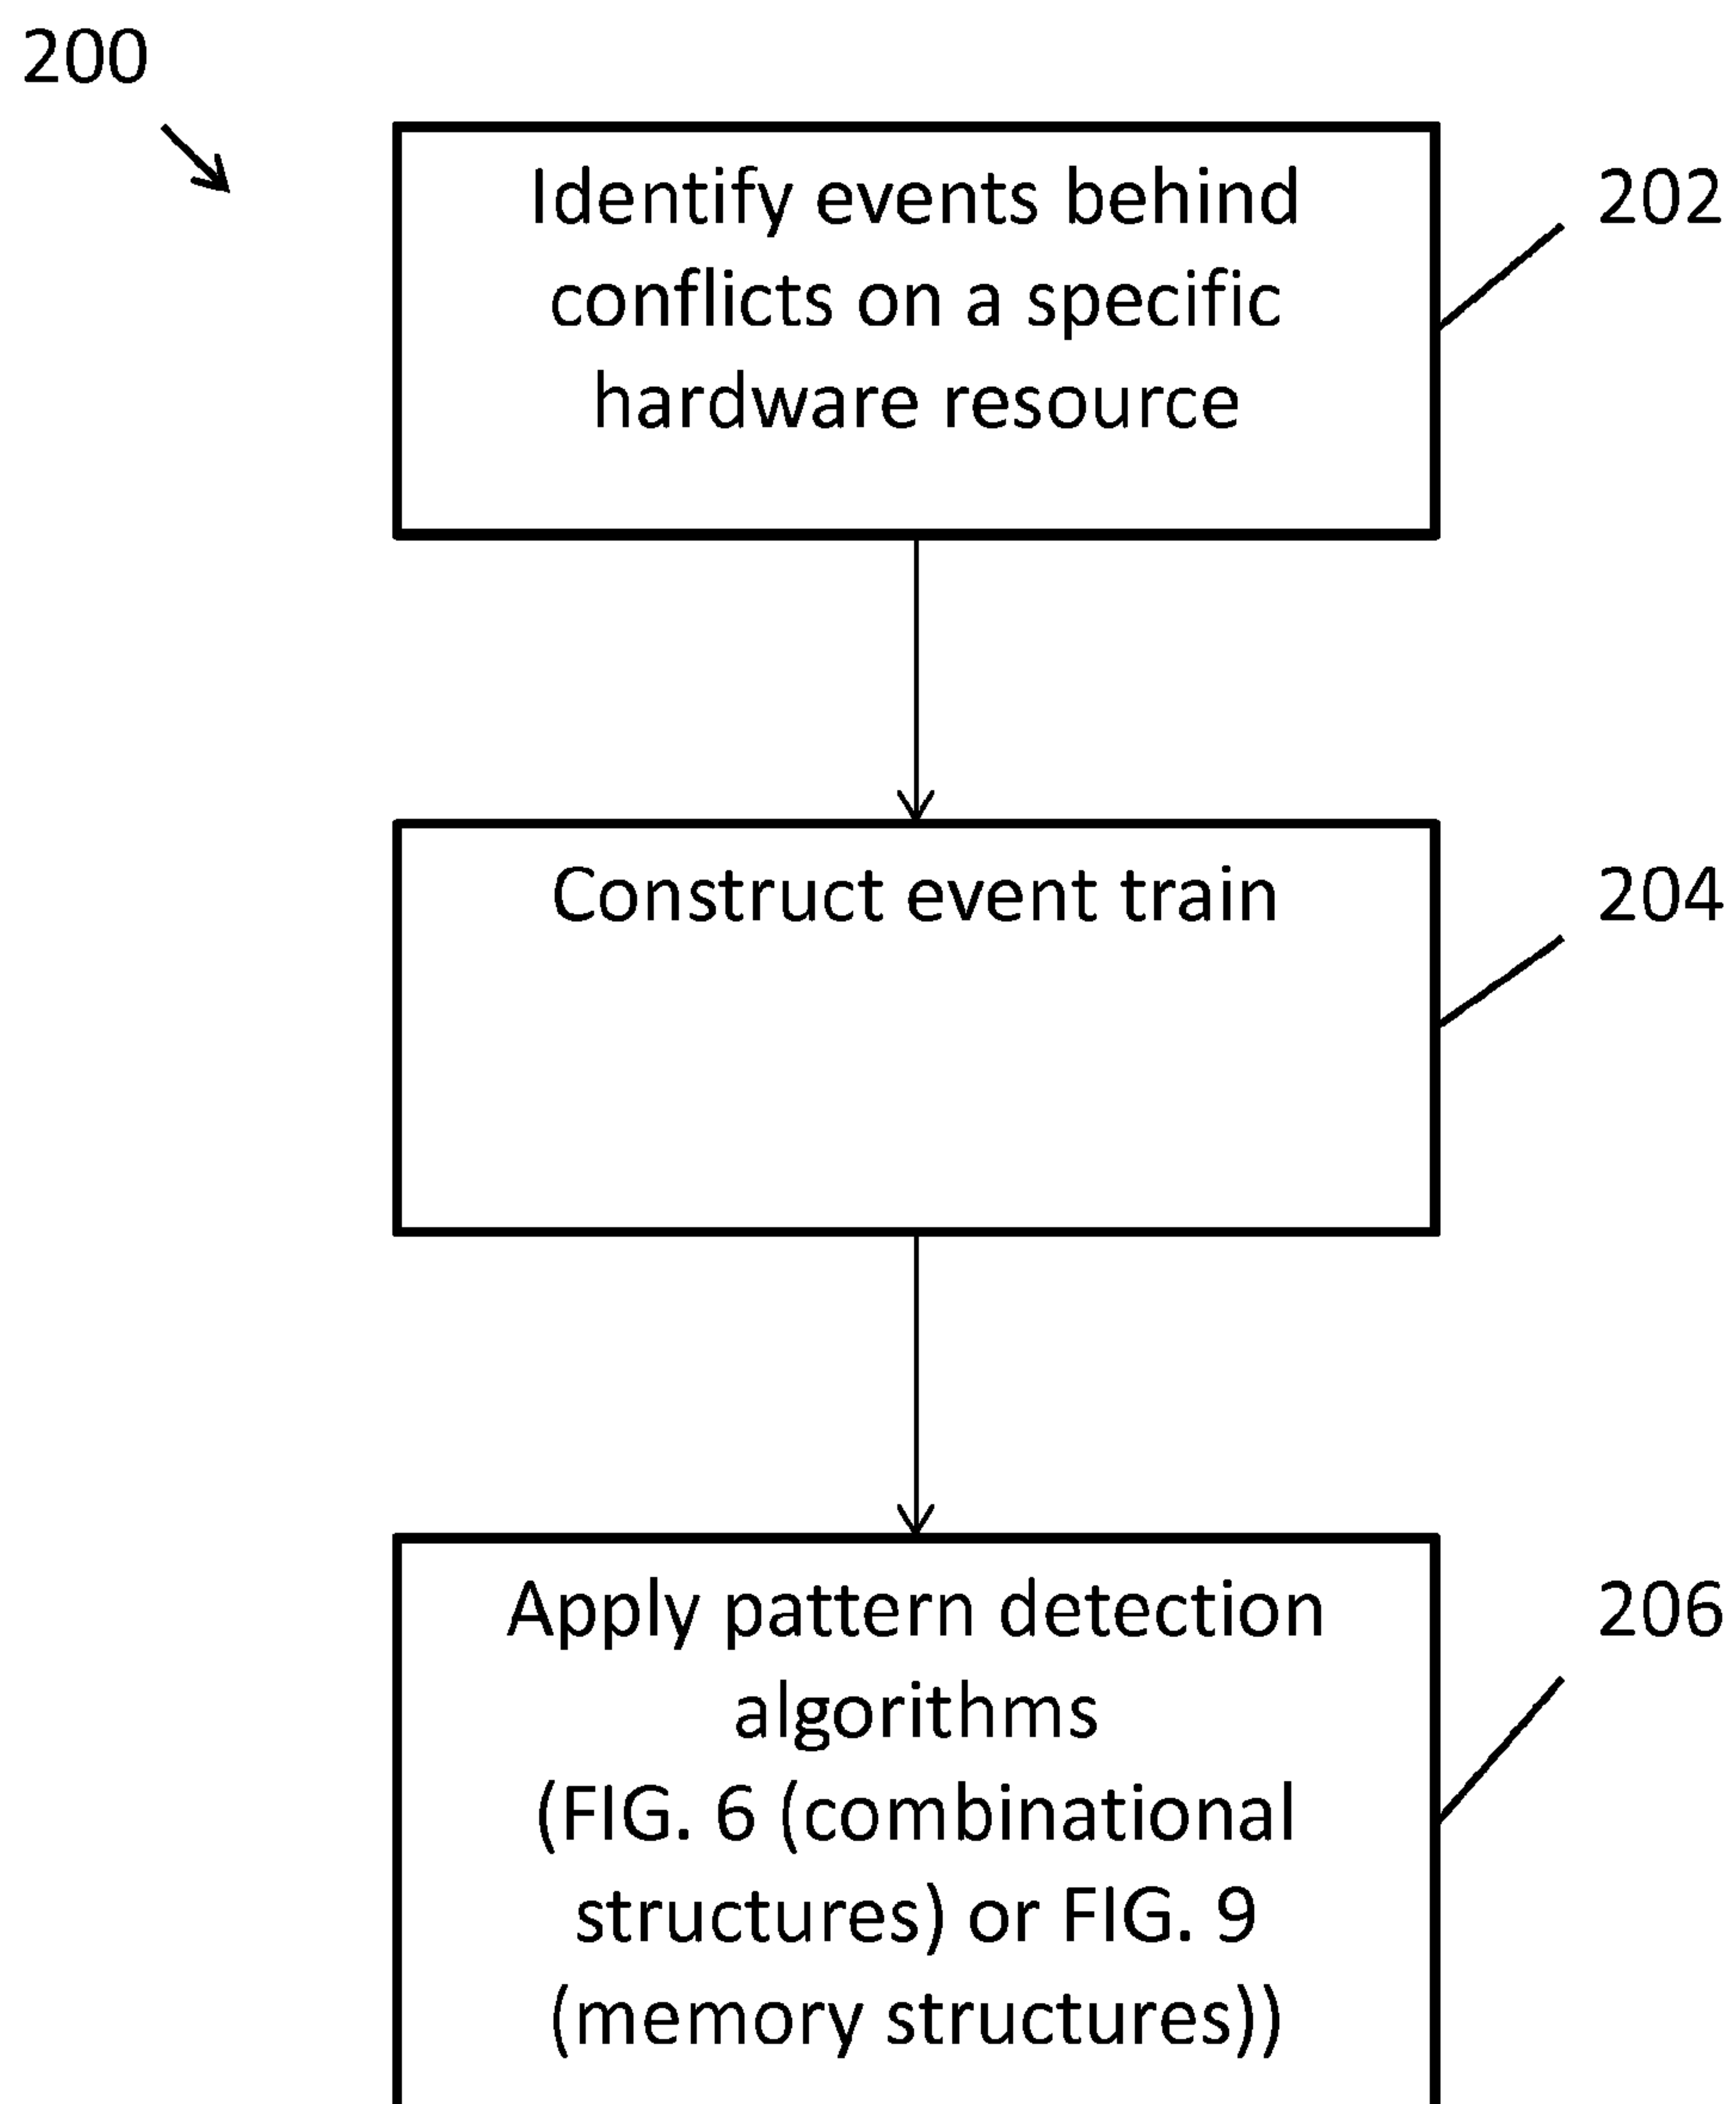 200
Identify events behind
conflicts on a specific
hardware resource
202
Construct event train
204
Apply pattern detection
algorithms
(FIG. 6 (combinational
structures) or FIG. 9
(memory structures))
206